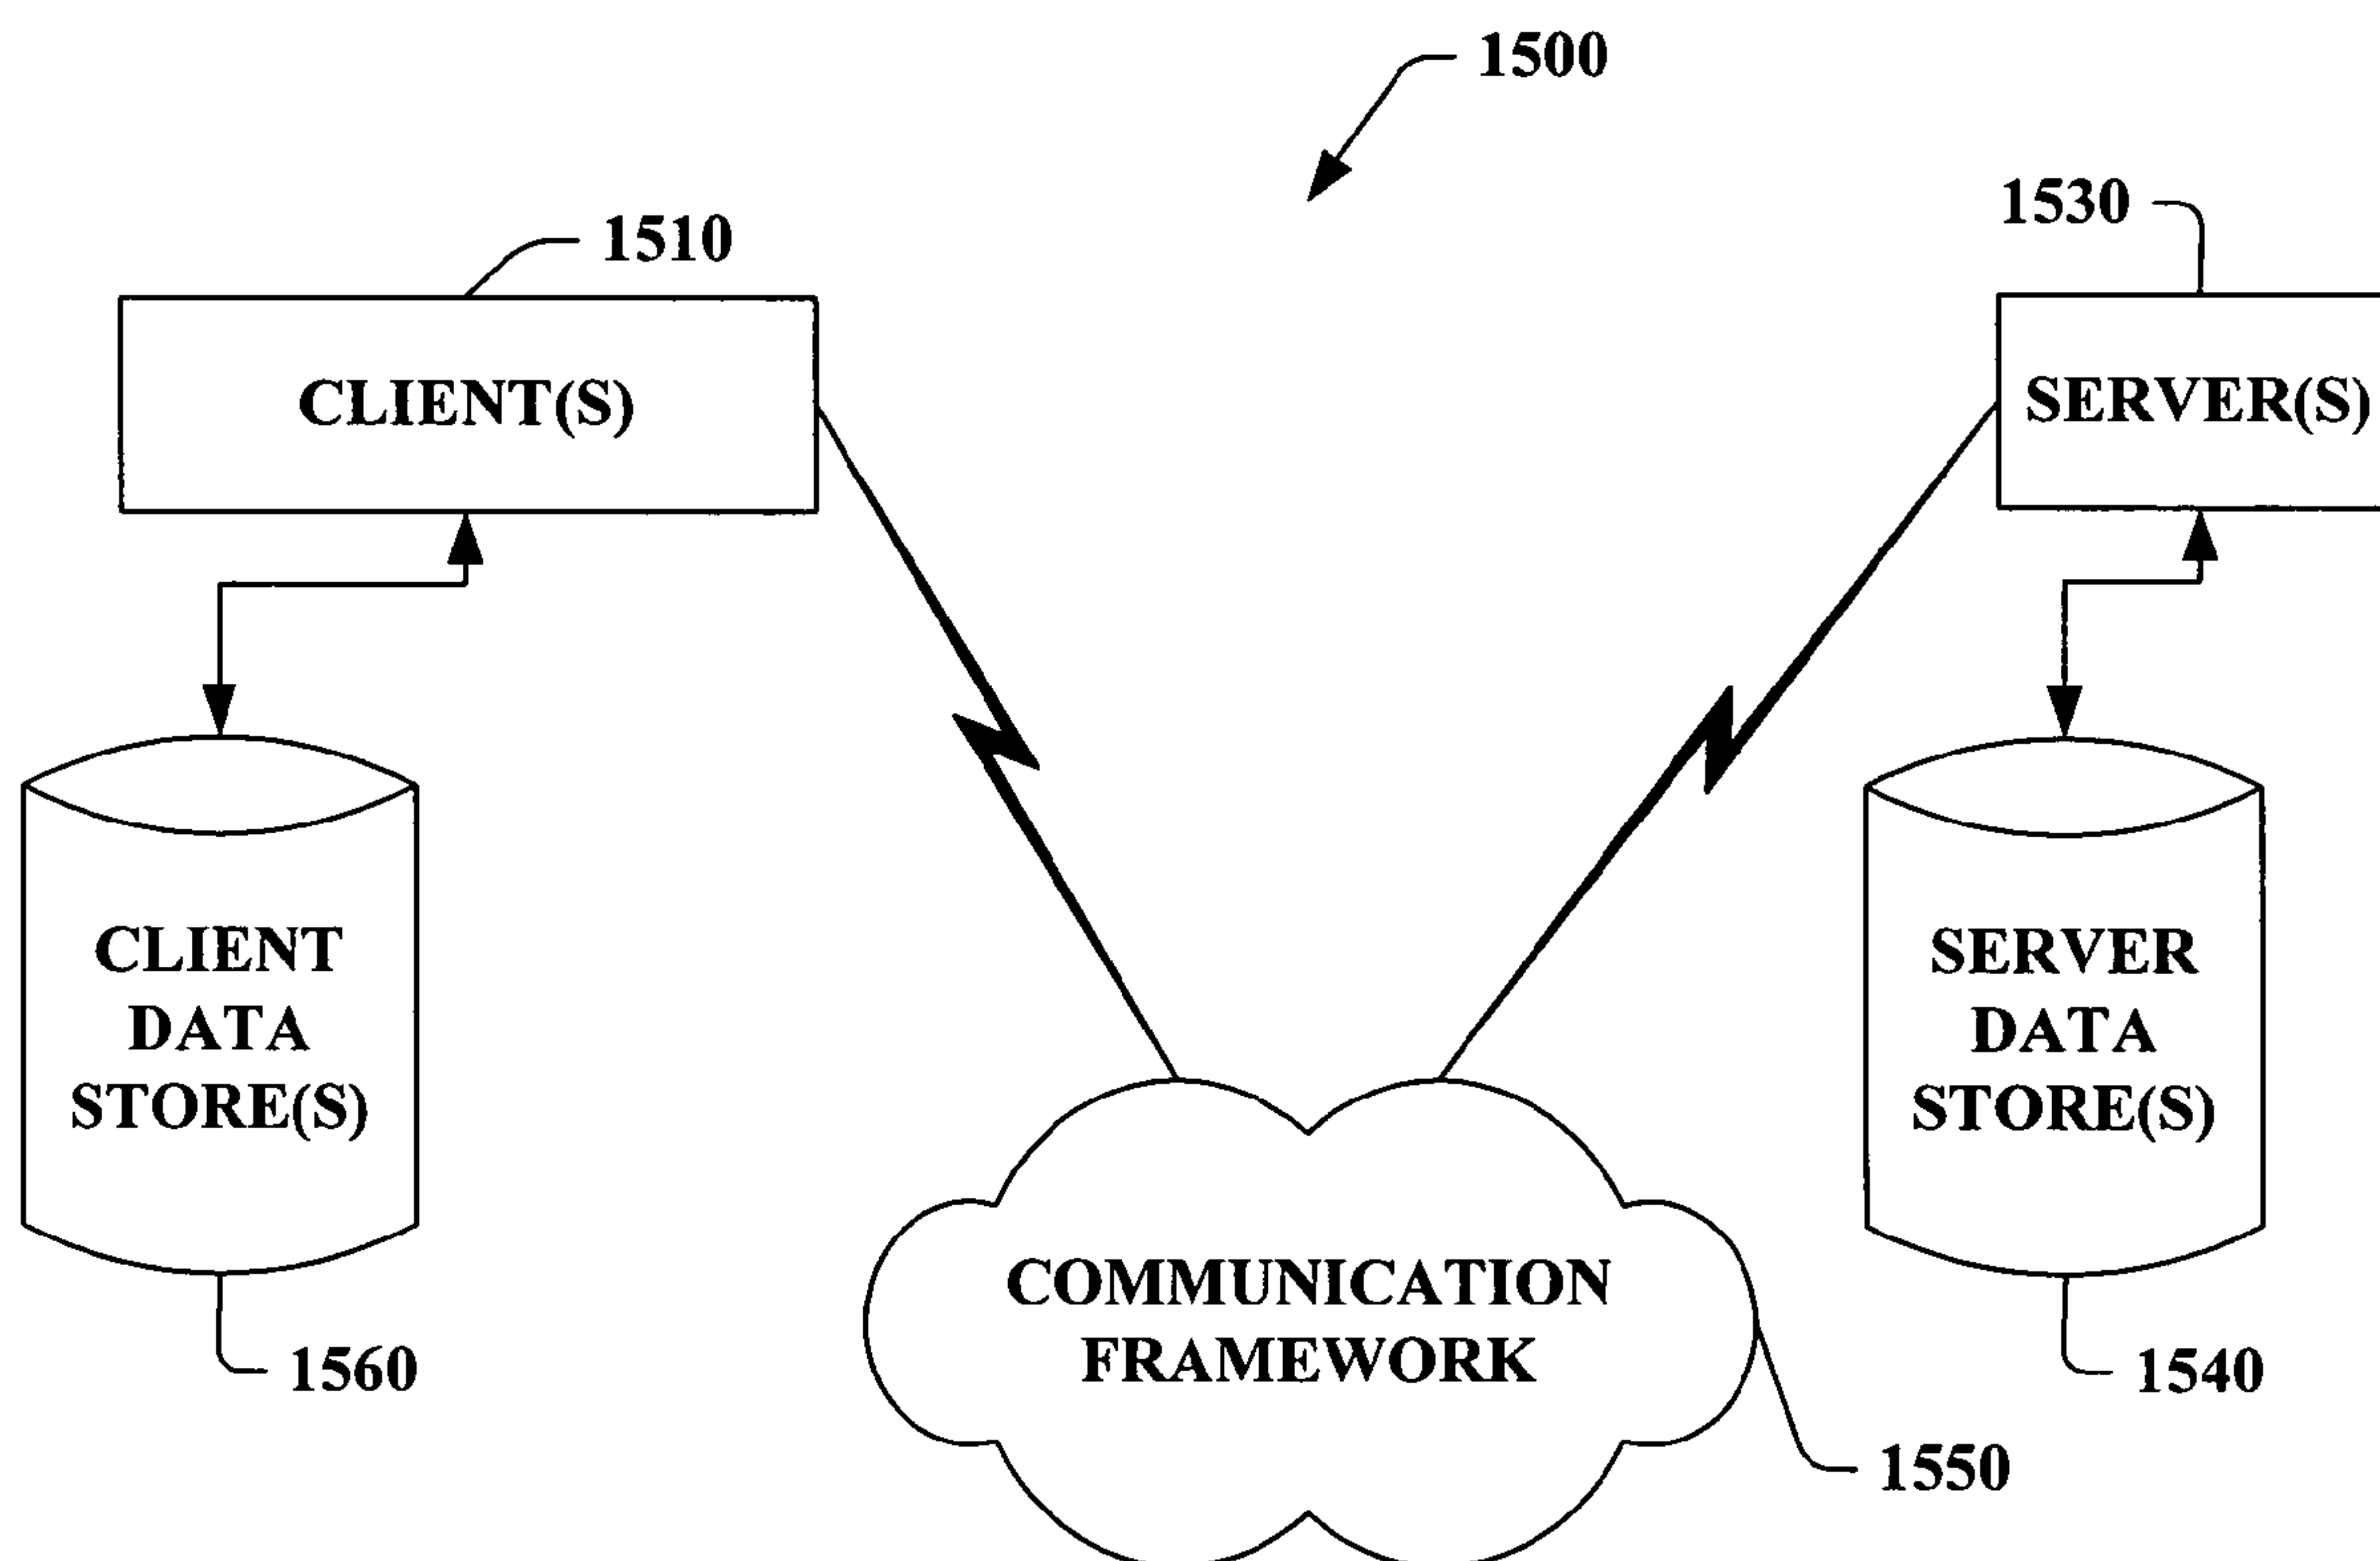 1500
1510
1530
CLIENT(S)
SERVER(S)
CLIENT
DATA
STORE(S)
SERVER
DATA
STORE(S)
COMMUNICATION
FRAMEWORK
1560
1540
1550